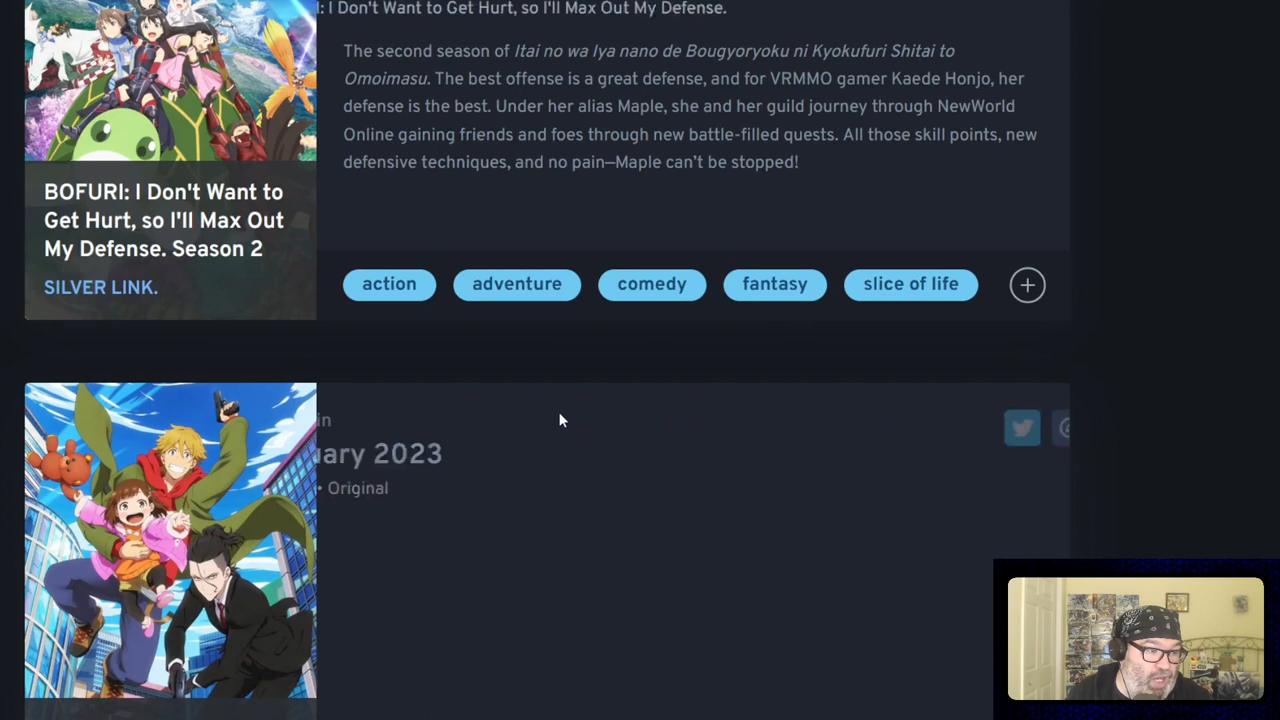 : I Don't Want to Get Hurt, so I'll Max Out My Defense.
The second season of Itai no wa Iya nano de Bougyoryoku ni Kyokufuri Shitai to
Omoimasu. The best offense is a great defense, and for VRMMO gamer Kaede Honjo, her
defense is the best. Under her alias Maple, she and her guild journey through NewWorld
Online gaining friends and foes through new battle-filled quests. All those skill points, new
defensive techniques, and no pain—Maple can't be stopped!
BOFURI: I Don't Want to
Get Hurt, so I'll Max Out
My Defense. Season 2
SILVER LINK.
action adventure comedy fantasy slice of life
in
uary 2023
• Original